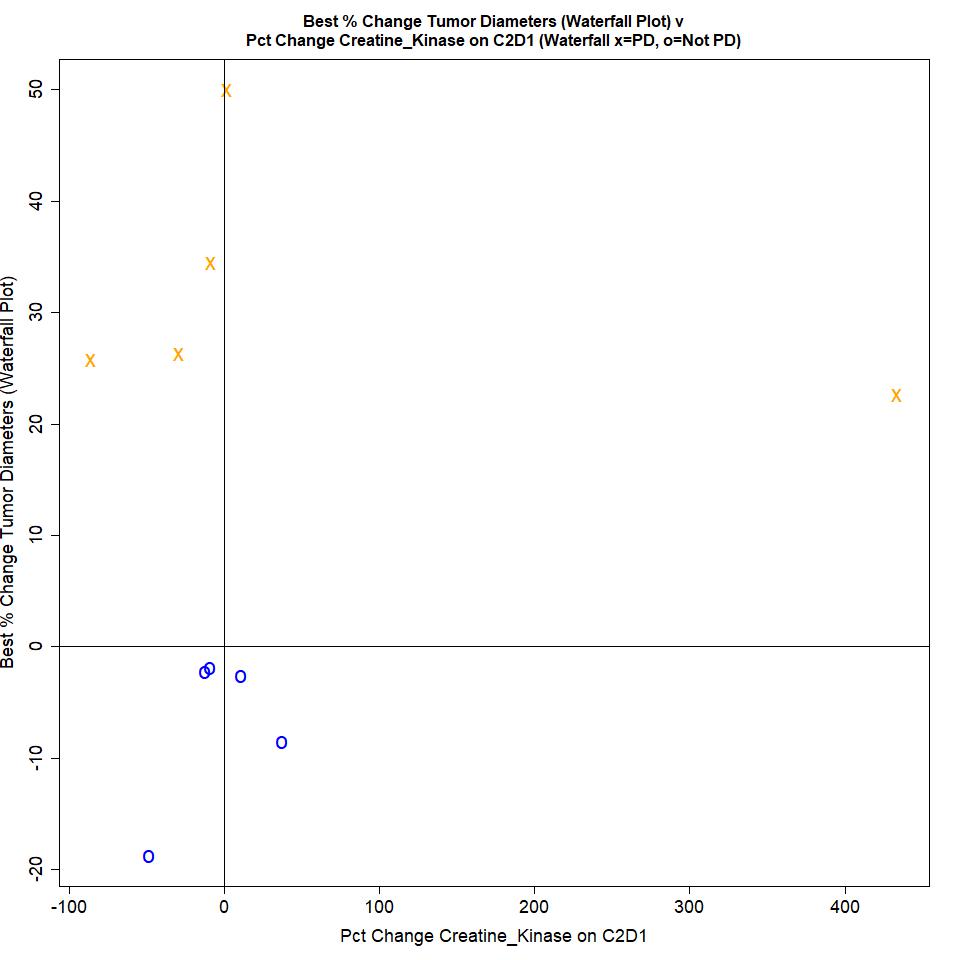 Best % Change Tumor Diameters (Waterfall Plot) v
Pct Change Creatine_Kinase on C2D1 (Waterfall x=PD, o=Not PD)
Best % Change Tumor Diameters (Waterfall Plot)
50
40
30
20
10
0
-10
-20
X
X
X
X
X
O
O
O
O
O
-100
0
100
200
300
400
Pct Change Creatine_Kinase on C2D1